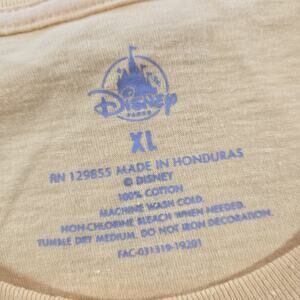 Disney
PARKS
XL
RN 129855 MADE IN HONDURAS
© DISNEY
100% COTTON
MACHINE WASH COLD.
NON-CHLORINE BLEACH WHEN NEEDED.
TUMBLE DRY MEDIUM. DO NOT IRON DECORATION.
FAC-031319-19201